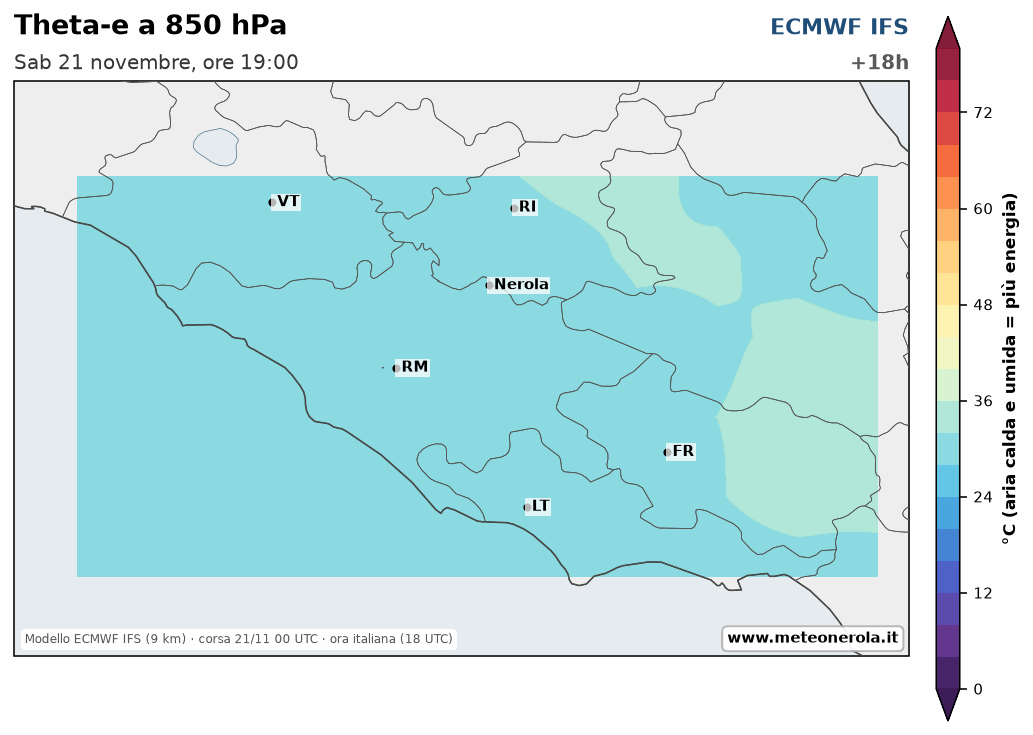 Theta-e a 850 hPa
ECMWF IFS
Sab 21 novembre, ore 19:00
+18h
VT
RI
Nerola
RM
FR
LT
72
60
48
36
24
12
0
°C (aria calda e umida = più energia)
Modello ECMWF IFS (9 km) · corsa 21/11 00 UTC · ora italiana (18 UTC)
www.meteonerola.it